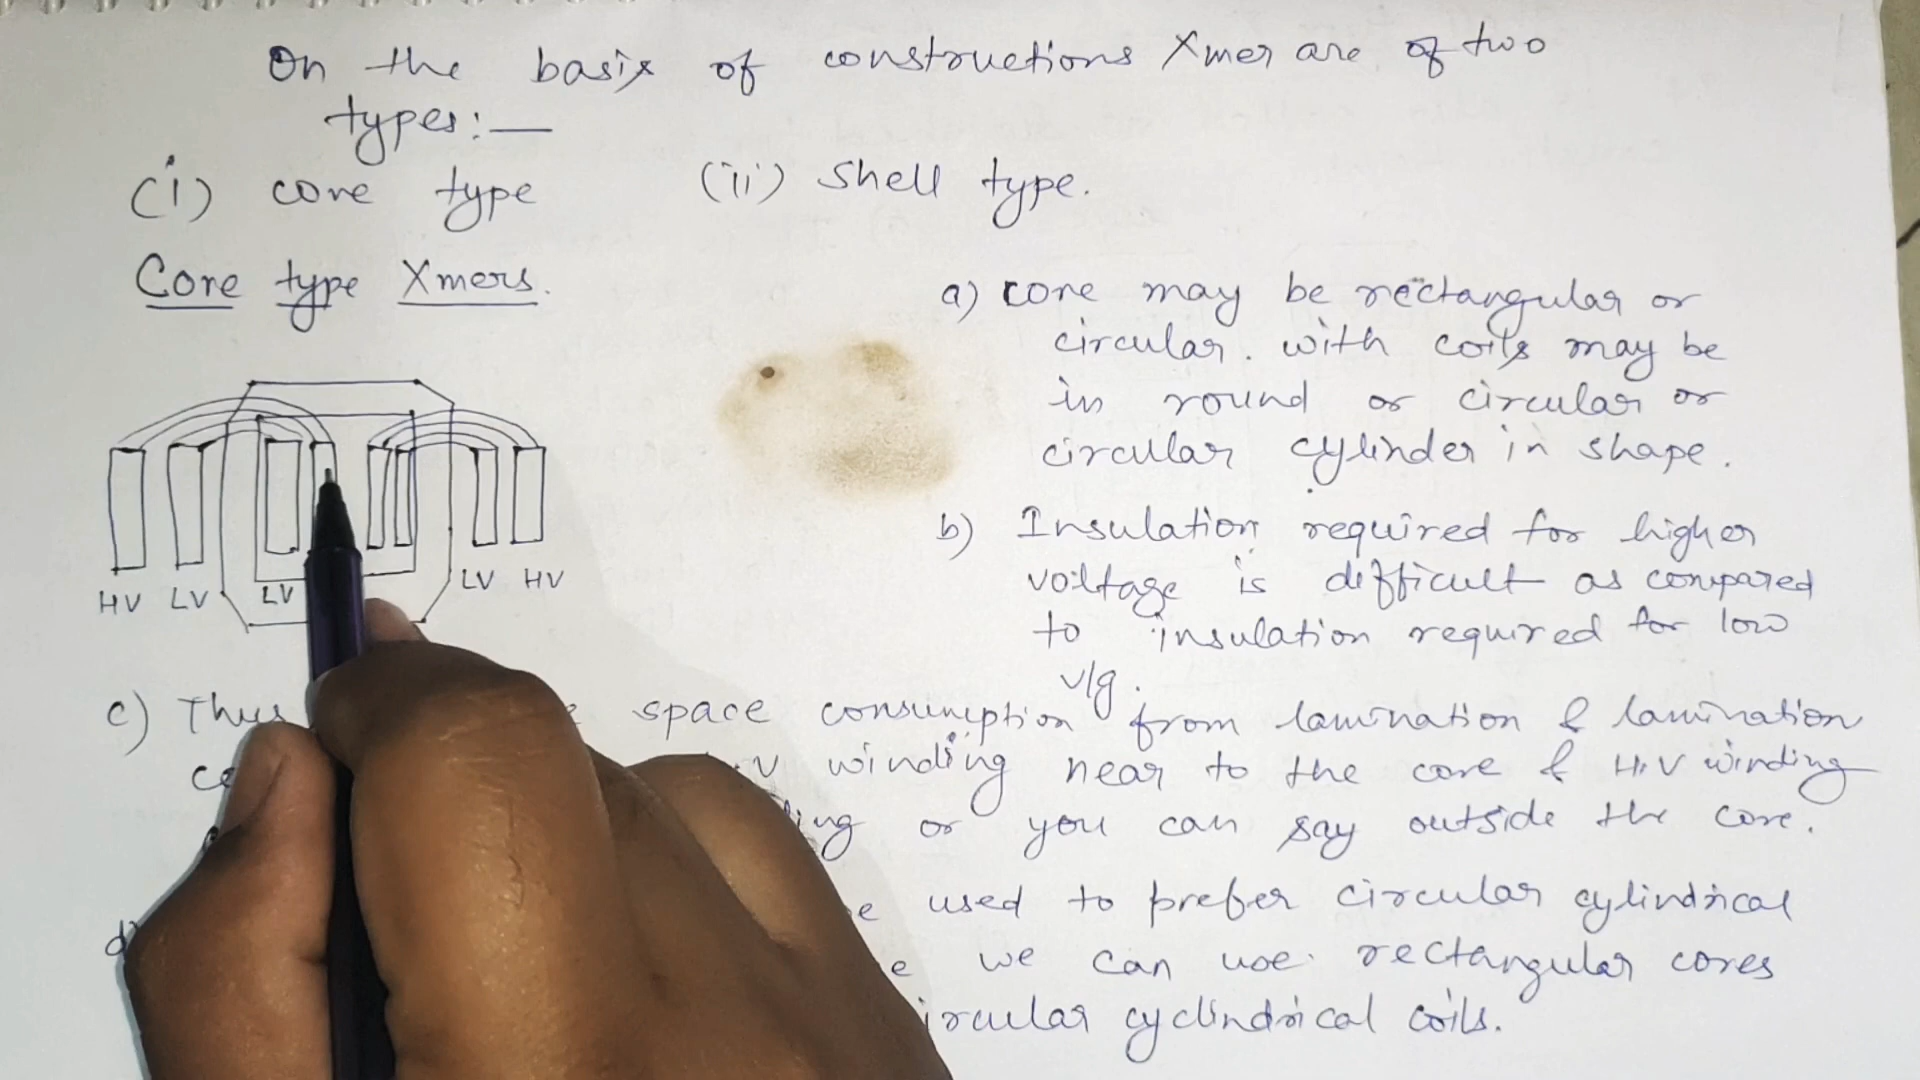 On the basis of constructions Xmer are of two
types:—
(i) core type (ii) Shell type.
Core type Xmers.
a) core may be rectangular or
circular. with coils may be
in round or circular or
circular cylinder in shape.
HV LV LV LV HV
b) Insulation required for higher
voltage is difficult as compared
to insulation required for low
v/g.
c) Thus space consumption from lamination & lamination
winding near to the core & H.V winding
or you can say outside the core.
d) used to prefer circular cylindrical
we can use rectangular cores
circular cyclindrical coils.